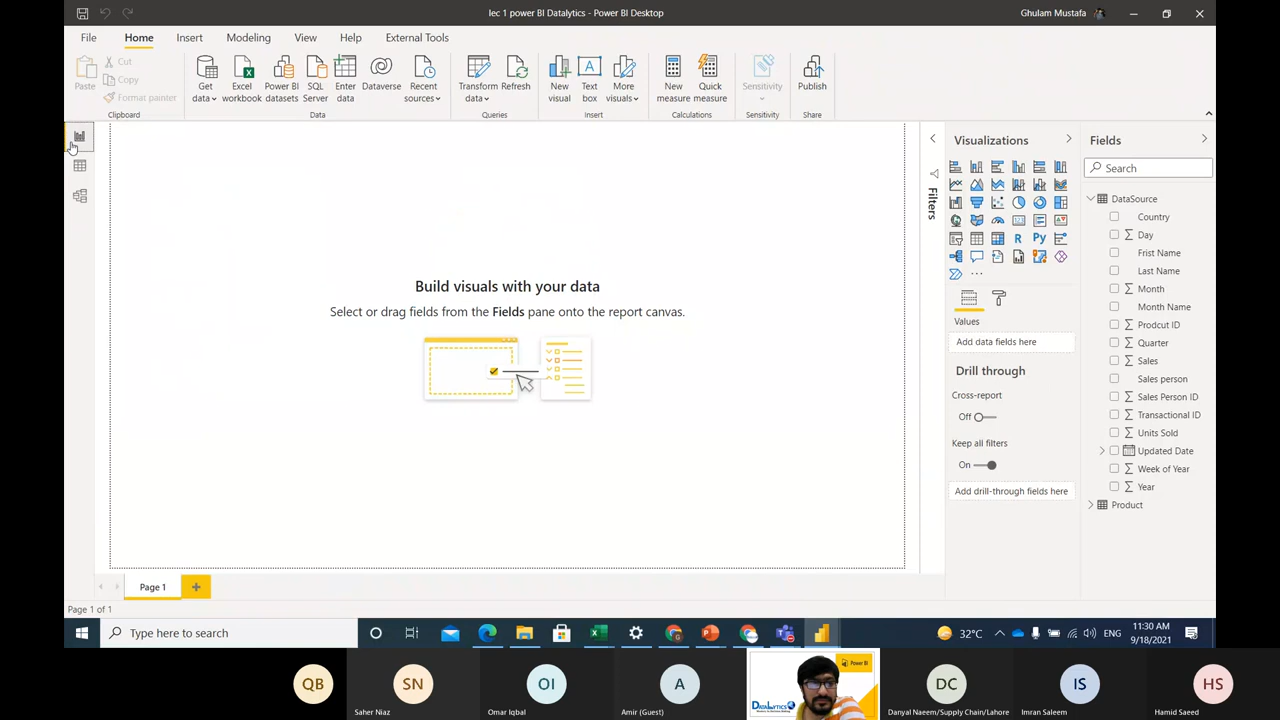 lec 1 power BI Datalytics - Power BI Desktop
Ghulam Mustafa
File Home Insert Modeling View Help External Tools
Paste
Cut
Copy
Format painter
Clipboard
Get data
Excel workbook
Power BI datasets
SQL Server
Enter data
Dataverse
Recent sources
Data
Transform data
Refresh
Queries
New visual
Text box
More visuals
Insert
New measure
Quick measure
Calculations
Sensitivity
Sensitivity
Publish
Share
Build visuals with your data
Select or drag fields from the Fields pane onto the report canvas.
Filters
Visualizations
R
Py
Values
Add data fields here
Drill through
Cross-report
Off
Keep all filters
On
Add drill-through fields here
Fields
Search
DataSource
Country
Day
Frist Name
Last Name
Month
Month Name
Prodcut ID
Quarter
Sales
Sales person
Sales Person ID
Transactional ID
Units Sold
Updated Date
Week of Year
Year
Product
Page 1
Page 1 of 1
Type here to search
32°C
ENG
11:30 AM
9/18/2021
QB
SN
Saher Niaz
OI
Omar Iqbal
A
Amir (Guest)
Power BI
DataLytics
DC
Danyal Naeem/Supply Chain/Lahore
IS
Imran Saleem
HS
Hamid Saeed